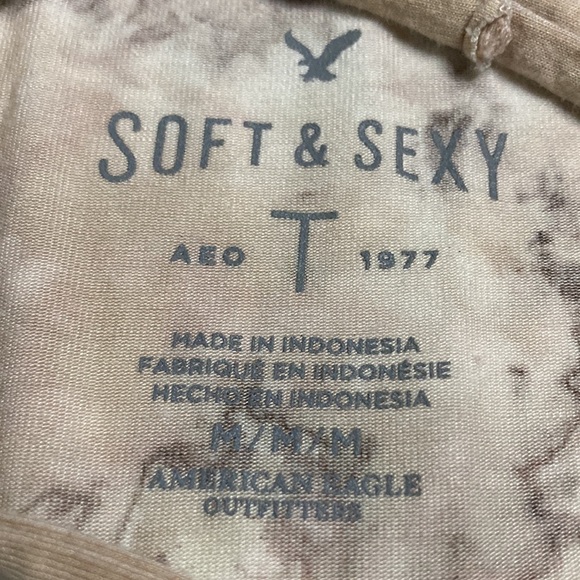 SOFT & SEXY
AEO T 1977
MADE IN INDONESIA
FABRIQUÉ EN INDONÉSIE
HECHO EN INDONESIA
M/M/M
AMERICAN EAGLE
OUTFITTERS